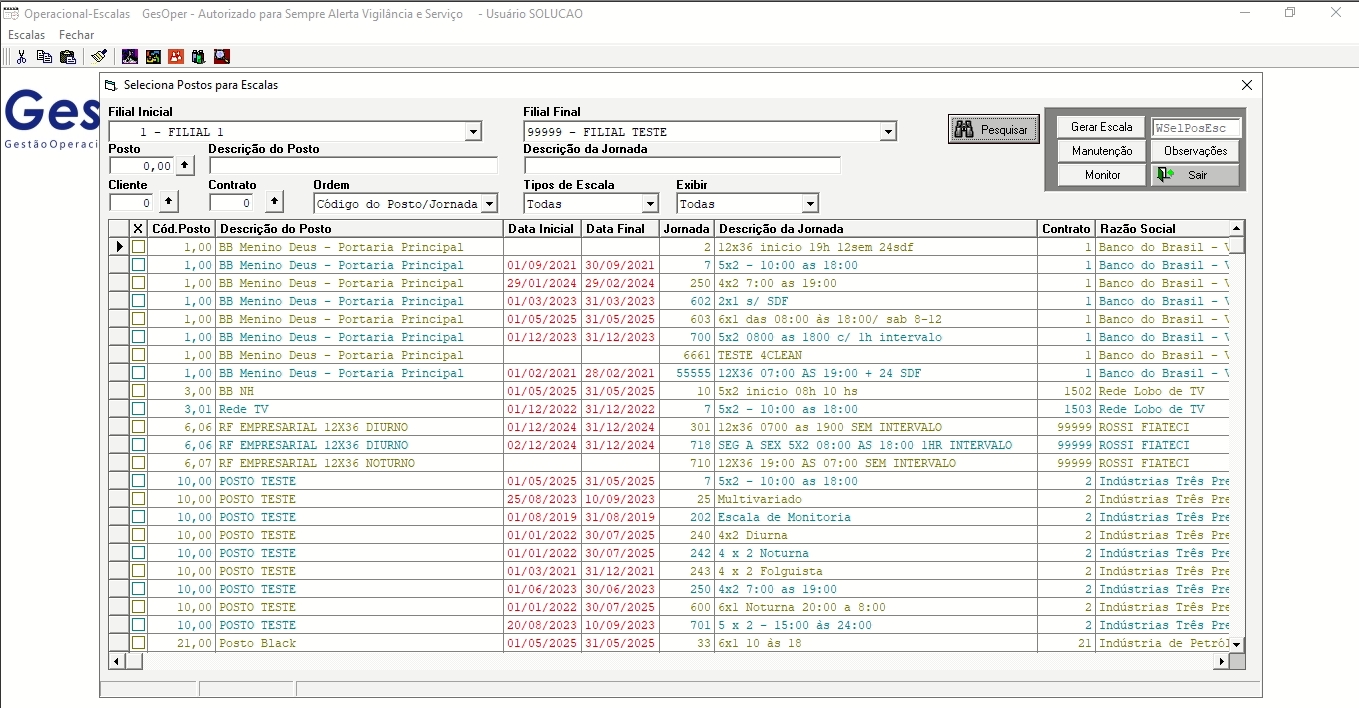 Operacional-Escalas GesOper - Autorizado para Sempre Alerta Vigilância e Serviço - Usuário SOLUCAO
Escalas Fechar
Ges
GestãoOperaci
Seleciona Postos para Escalas
Filial Inicial Filial Final
1 - FILIAL 1 99999 - FILIAL TESTE Pesquisar Gerar Escala WSelPosEsc
Posto Descrição do Posto Descrição da Jornada Manutenção Observações
0,00 Monitor Sair
Cliente Contrato Ordem Tipos de Escala Exibir
0 0 Código do Posto/Jornada Todas Todas
X Cód.Posto Descrição do Posto Data Inicial Data Final Jornada Descrição da Jornada Contrato Razão Social
1,00 BB Menino Deus - Portaria Principal 2 12x36 inicio 19h 12sem 24sdf 1 Banco do Brasil - V
1,00 BB Menino Deus - Portaria Principal 01/09/2021 30/09/2021 7 5x2 - 10:00 as 18:00 1 Banco do Brasil - V
1,00 BB Menino Deus - Portaria Principal 29/01/2024 29/02/2024 250 4x2 7:00 as 19:00 1 Banco do Brasil - V
1,00 BB Menino Deus - Portaria Principal 01/03/2023 31/03/2023 602 2x1 s/ SDF 1 Banco do Brasil - V
1,00 BB Menino Deus - Portaria Principal 01/05/2025 31/05/2025 603 6x1 das 08:00 às 18:00/ sab 8-12 1 Banco do Brasil - V
1,00 BB Menino Deus - Portaria Principal 01/12/2023 31/12/2023 700 5x2 0800 as 1800 c/ 1h intervalo 1 Banco do Brasil - V
1,00 BB Menino Deus - Portaria Principal 6661 TESTE 4CLEAN 1 Banco do Brasil - V
1,00 BB Menino Deus - Portaria Principal 01/02/2021 28/02/2021 55555 12X36 07:00 AS 19:00 + 24 SDF 1 Banco do Brasil - V
3,00 BB NH 01/05/2025 31/05/2025 10 5x2 inicio 08h 10 hs 1502 Rede Lobo de TV
3,01 Rede TV 01/12/2022 31/12/2022 7 5x2 - 10:00 as 18:00 1503 Rede Lobo de TV
6,06 RF EMPRESARIAL 12X36 DIURNO 01/12/2024 31/12/2024 301 12x36 0700 as 1900 SEM INTERVALO 99999 ROSSI FIATECI
6,06 RF EMPRESARIAL 12X36 DIURNO 02/12/2024 31/12/2024 718 SEG A SEX 5X2 08:00 AS 18:00 1HR INTERVALO 99999 ROSSI FIATECI
6,07 RF EMPRESARIAL 12X36 NOTURNO 710 12X36 19:00 AS 07:00 SEM INTERVALO 99999 ROSSI FIATECI
10,00 POSTO TESTE 01/05/2025 31/05/2025 7 5x2 - 10:00 as 18:00 2 Indústrias Três Pre
10,00 POSTO TESTE 25/08/2023 10/09/2023 25 Multivariado 2 Indústrias Três Pre
10,00 POSTO TESTE 01/08/2019 31/08/2019 202 Escala de Monitoria 2 Indústrias Três Pre
10,00 POSTO TESTE 01/01/2022 30/07/2025 240 4x2 Diurna 2 Indústrias Três Pre
10,00 POSTO TESTE 01/01/2022 30/07/2025 242 4 x 2 Noturna 2 Indústrias Três Pre
10,00 POSTO TESTE 01/03/2021 31/12/2021 243 4 x 2 Folguista 2 Indústrias Três Pre
10,00 POSTO TESTE 01/06/2023 30/06/2023 250 4x2 7:00 as 19:00 2 Indústrias Três Pre
10,00 POSTO TESTE 01/01/2022 30/07/2025 600 6x1 Noturna 20:00 a 8:00 2 Indústrias Três Pre
10,00 POSTO TESTE 20/08/2023 10/09/2023 701 5 x 2 - 15:00 às 24:00 2 Indústrias Três Pre
21,00 Posto Black 01/05/2025 31/05/2025 33 6x1 10 às 18 21 Indústria de Petról